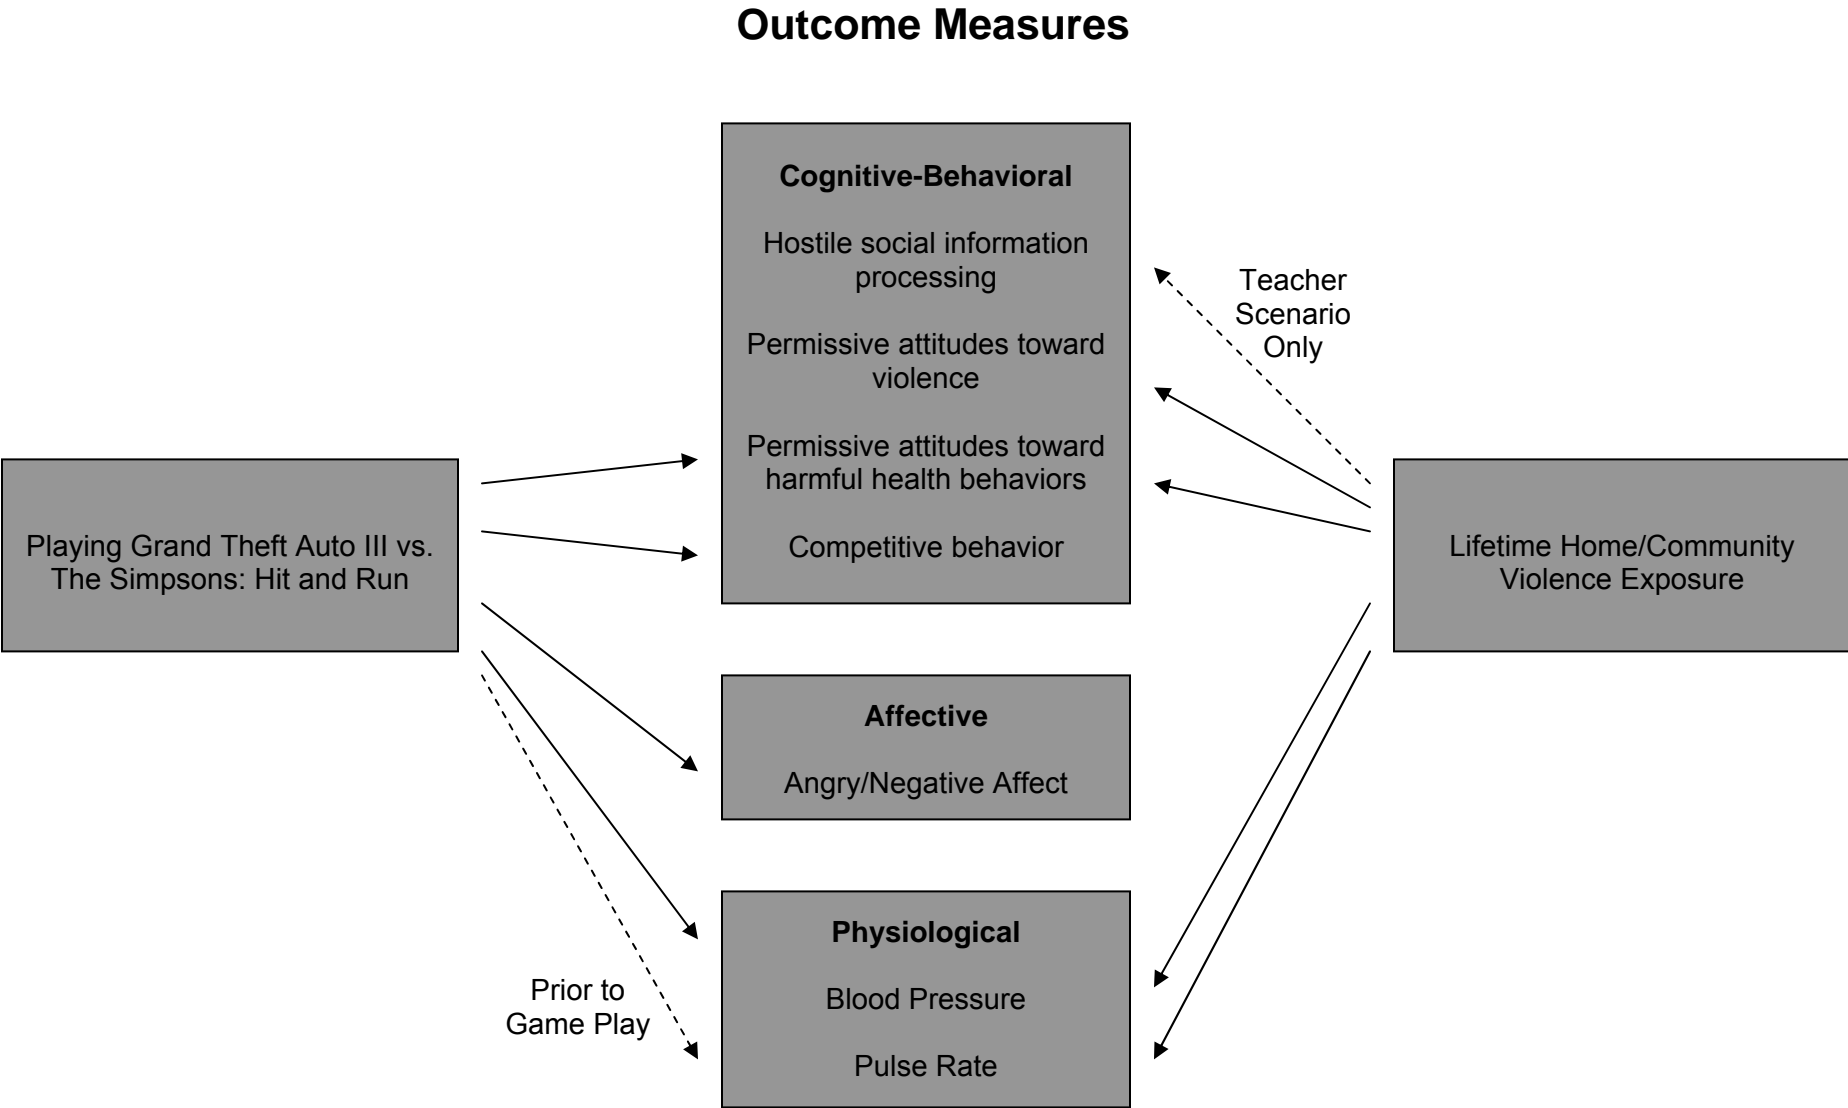 Outcome Measures
Cognitive-Behavioral
Hostile social information
processing
Permissive attitudes toward
violence
Permissive attitudes toward
harmful health behaviors
Competitive behavior
Teacher
Scenario
Only
Playing Grand Theft Auto III vs.
The Simpsons: Hit and Run
Lifetime Home/Community
Violence Exposure
Affective
Angry/Negative Affect
Physiological
Blood Pressure
Pulse Rate
Prior to
Game Play